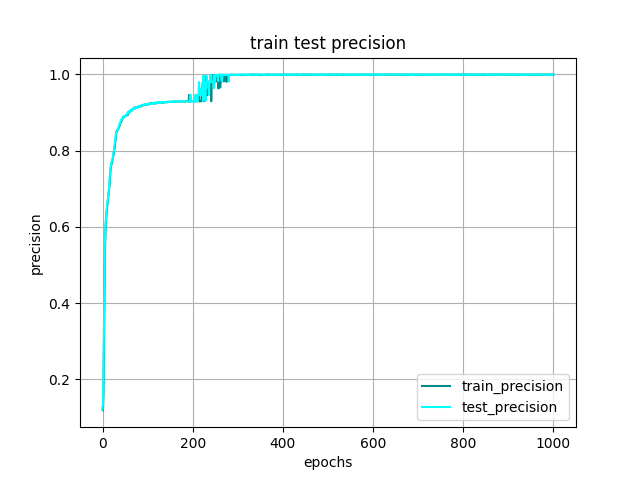 train test precision
1.0
0.8
0.6
0.4
0.2
precision
0 200 400 600 800 1000
epochs
train_precision
test_precision